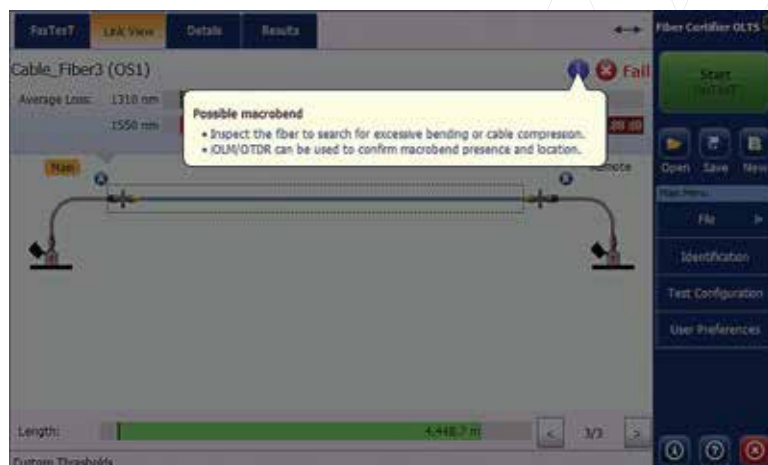 FasTesT Link View Details Results Fiber Certifier OLTS
Cable_Fiber3 (OS1) Fail
Average Loss: 1310 nm
1550 nm dB
Possible macrobend
• Inspect the fiber to search for excessive bending or cable compression.
• iOLM/OTDR can be used to confirm macrobend presence and location.
Start
FasTesT
Open Save New
Main Menu
File
Identification
Test Configuration
User Preferences
Main A B Remote
Length: 4,448.7 m < 3/3 >
Custom Thresholds